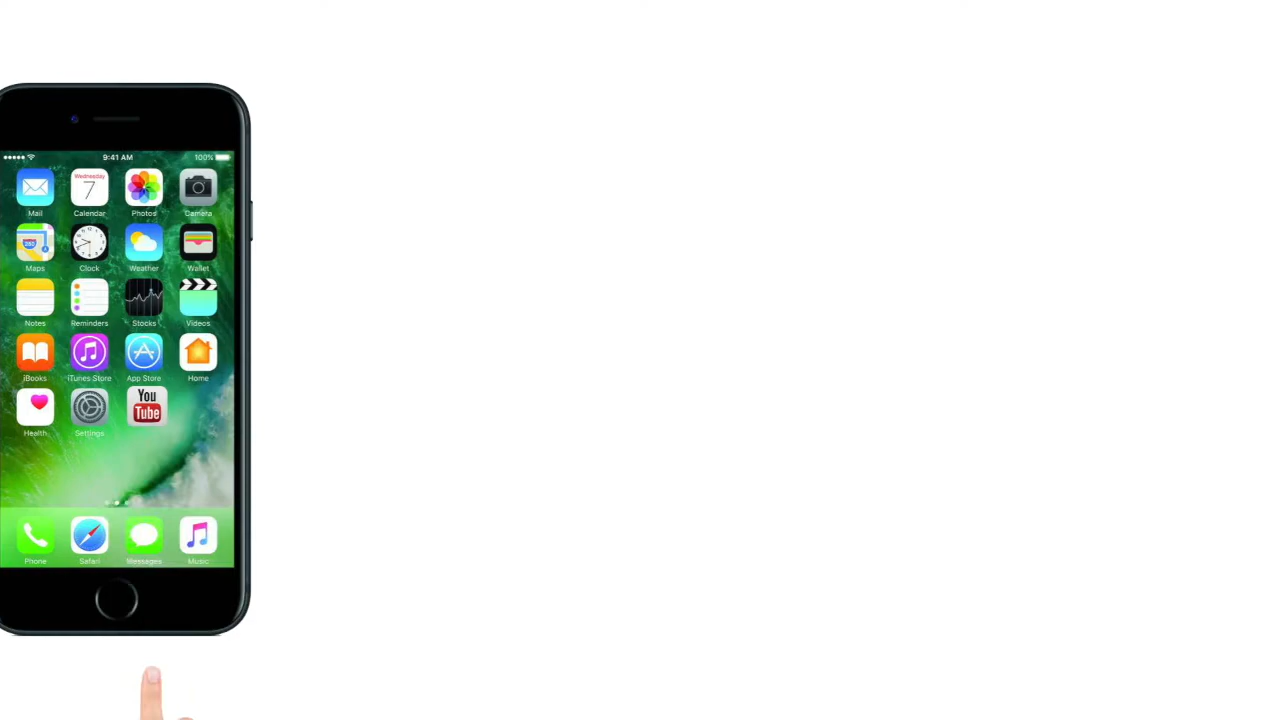 9:41 AM 100%
Wednesday
7
Mail Calendar Photos Camera
280
Maps Clock Weather Wallet
Notes Reminders Stocks Videos
iBooks iTunes Store App Store Home
You
Tube
Health Settings
Phone Safari Messages Music